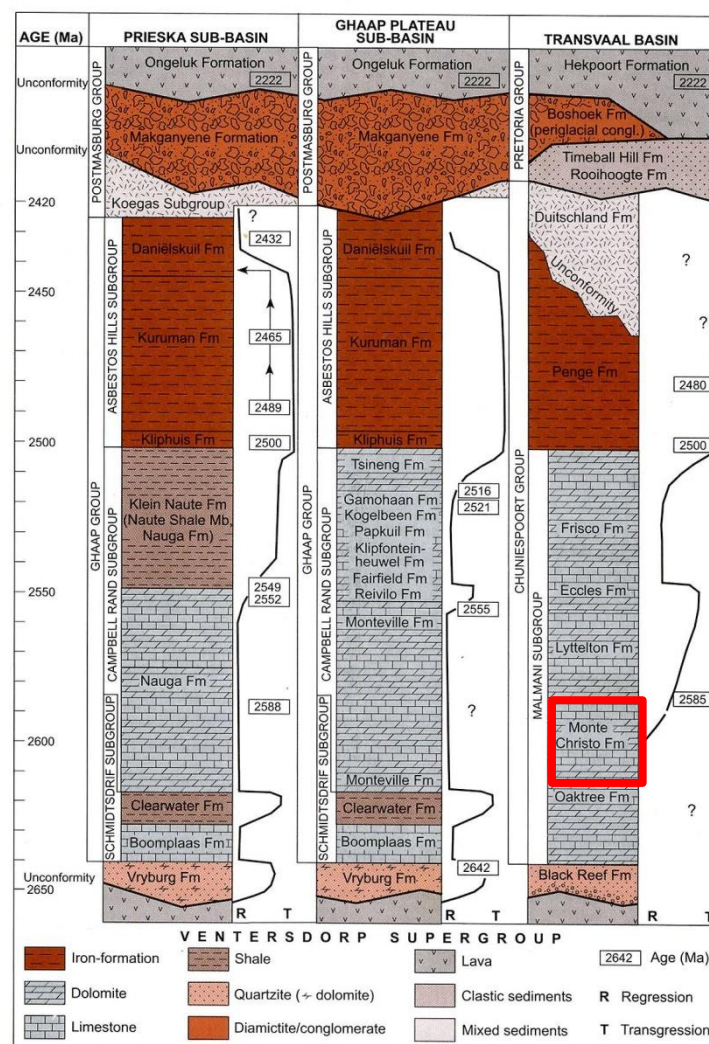 AGE (Ma)
PRIESKA SUB-BASIN
GHAAP PLATEAU
SUB-BASIN
TRANSVAAL BASIN
Unconformity
Unconformity
2420
2450
2500
2550
2600
Unconformity
2650
POSTMASBURG GROUP
GHAAP GROUP
ASBESTOS HILLS SUBGROUP
CAMPBELL RAND SUBGROUP
SCHMIDTSDRIF SUBGROUP
Ongeluk Formation
2222
Makganyene Formation
Koegas Subgroup
?
Daniëlskuil Fm
2432
Kuruman Fm
2465
2489
Kliphuis Fm
2500
Klein Naute Fm
(Naute Shale Mb,
Nauga Fm)
2549
2552
Nauga Fm
2588
Clearwater Fm
Boomplaas Fm
Vryburg Fm
R T
POSTMASBURG GROUP
GHAAP GROUP
ASBESTOS HILLS SUBGROUP
CAMPBELL RAND SUBGROUP
SCHMIDTSDRIF SUBGROUP
Ongeluk Formation
2222
Makganyene Fm
Daniëlskuil Fm
?
Kuruman Fm
Kliphuis Fm
Tsineng Fm
Gamohaan Fm
2516
Kogelbeen Fm
2521
Papkuil Fm
Klipfontein-
heuwel Fm
Fairfield Fm
Reivilo Fm
2555
Monteville Fm
?
Monteville Fm
Clearwater Fm
Boomplaas Fm
2642
Vryburg Fm
R T
PRETORIA GROUP
CHUNIESPOORT GROUP
MALMANI SUBGROUP
Hekpoort Formation
2222
Boshoek Fm
(periglacial congl.)
Timeball Hill Fm
Rooihoogte Fm
Duitschland Fm
Unconformity
?
?
Penge Fm
2480
2500
Frisco Fm
Eccles Fm
Lyttelton Fm
2585
Monte
Christo Fm
Oaktree Fm
?
Black Reef Fm
R T
VENTERSDORP SUPERGROUP
Iron-formation
Shale
Lava
2642 Age (Ma)
Dolomite
Quartzite (÷ dolomite)
Clastic sediments
R Regression
Limestone
Diamictite/conglomerate
Mixed sediments
T Transgression